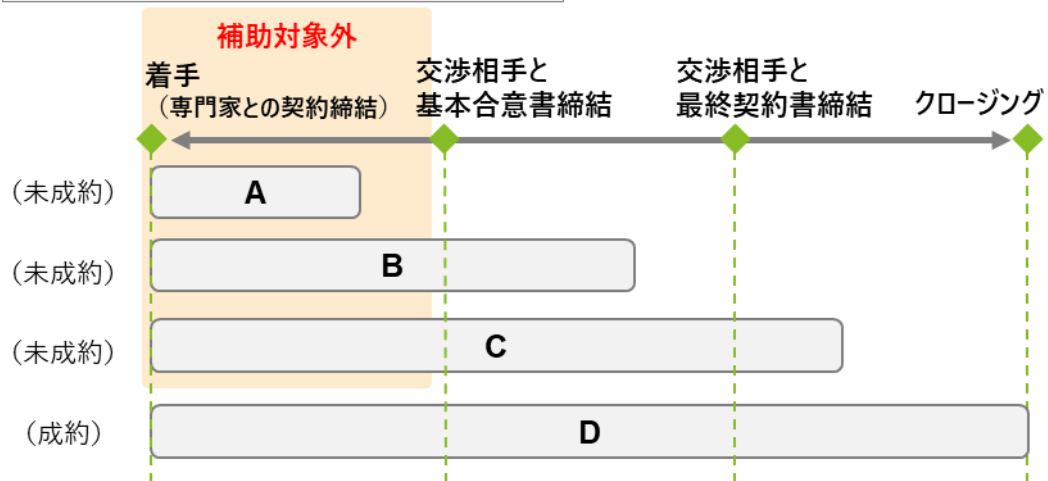 補助対象外
着手
（専門家との契約締結）
交渉相手と
基本合意書締結
交渉相手と
最終契約書締結
クロージング
（未成約）
A
（未成約）
B
（未成約）
C
（成約）
D